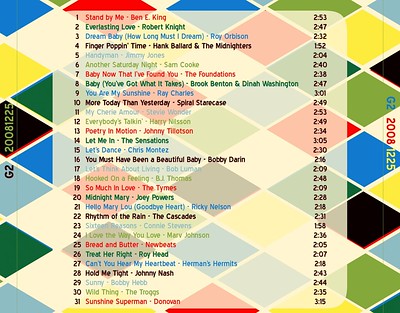 1 Stand by Me · Ben E. King 2:53
2 Everlasting Love · Robert Knight 2:47
3 Dream Baby (How Long Must I Dream) · Roy Orbison 2:32
4 Finger Poppin' Time · Hank Ballard & The Midnighters 1:52
5 Handyman · Jimmy Jones 2:04
6 Another Saturday Night · Sam Cooke 2:40
7 Baby Now That I've Found You · The Foundations 2:38
8 Baby (You've Got What It Takes) · Brook Benton & Dinah Washington 2:47
9 You Are My Sunshine · Ray Charles 3:01
10 More Today Than Yesterday · Spiral Starecase 2:49
11 My Cherie Amour · Stevie Wonder 2:53
12 Everybody's Talkin' · Harry Nilsson 2:49
13 Poetry In Motion · Johnny Tillotson 2:34
14 Let Me In · The Sensations 3:05
15 Let's Dance · Chris Montez 2:30
16 You Must Have Been a Beautiful Baby · Bobby Darin 2:16
17 Let's Think About Living · Bob Luman 2:09
18 Hooked On a Feeling · B.J. Thomas 2:48
19 So Much In Love · The Tymes 2:09
20 Midnight Mary · Joey Powers 2:28
21 Hello Mary Lou (Goodbye Heart) · Ricky Nelson 2:18
22 Rhythm of the Rain · The Cascades 2:31
23 Sixteen Reasons · Connie Stevens 1:58
24 I Love the Way You Love · Marv Johnson 2:36
25 Bread and Butter · Newbeats 2:05
26 Treat Her Right · Roy Head 2:07
27 Can't You Hear My Heartbeat · Herman's Hermits 2:18
28 Hold Me Tight · Johnny Nash 2:43
29 Sunny · Bobby Hebb 2:44
30 Wild Thing · The Troggs 2:35
31 Sunshine Superman · Donovan 3:15
G2 20081225
G2 20081225